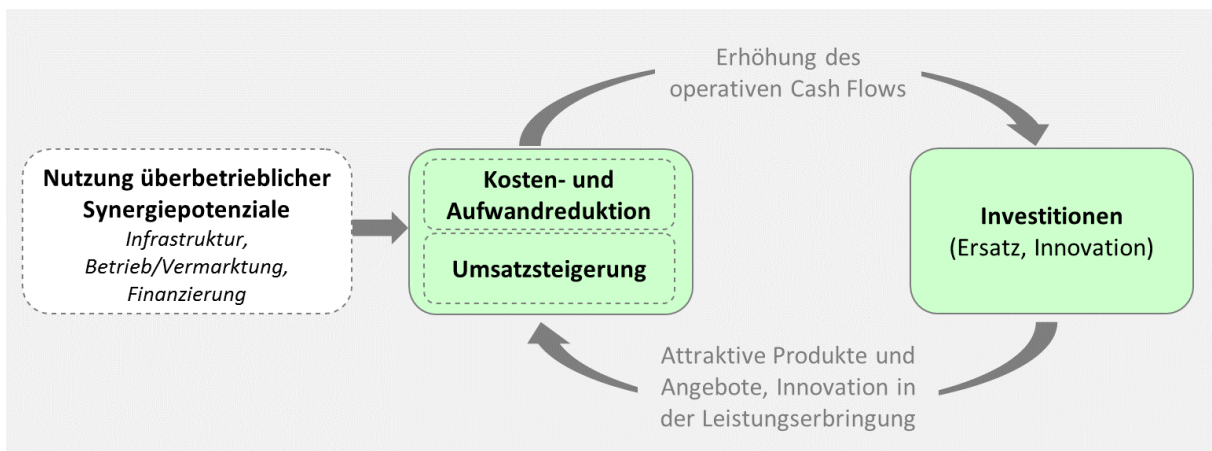 Erhöhung des
operativen Cash Flows
Nutzung überbetrieblicher
Synergiepotenziale
Infrastruktur,
Betrieb/Vermarktung,
Finanzierung
Kosten- und
Aufwandreduktion
Umsatzsteigerung
Investitionen
(Ersatz, Innovation)
Attraktive Produkte und
Angebote, Innovation in
der Leistungserbringung